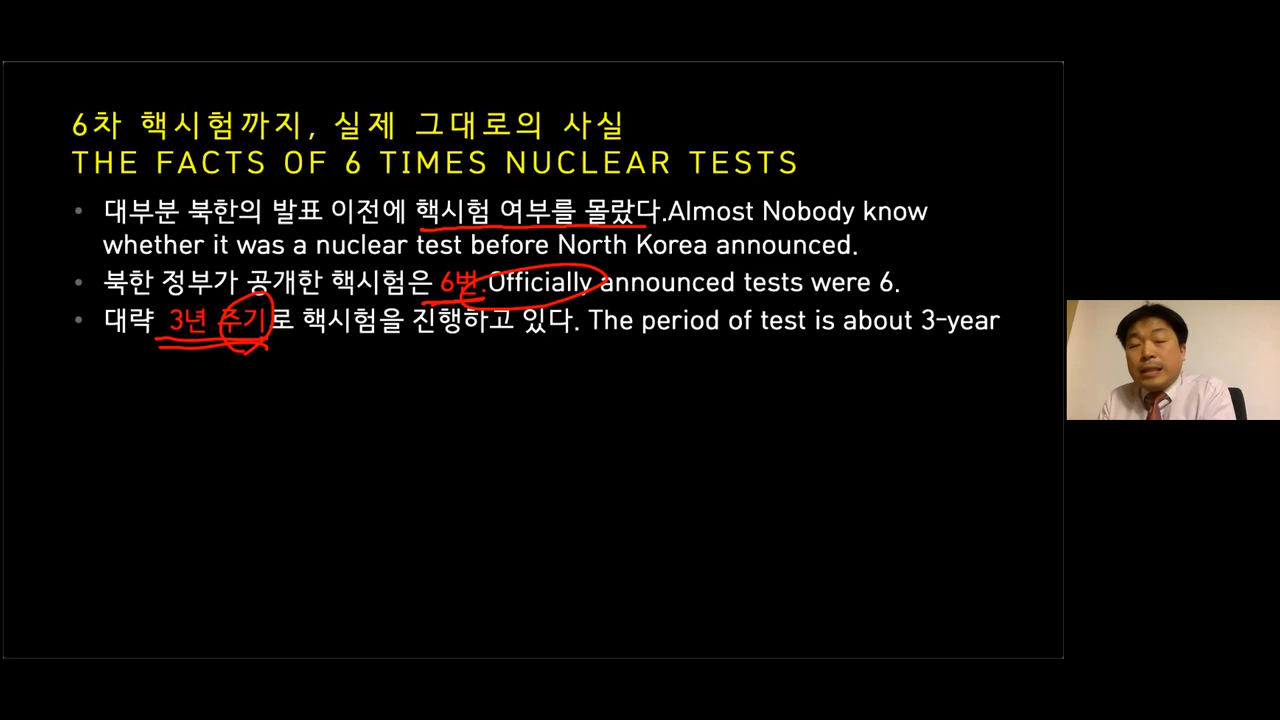 6차 핵시험까지, 실제 그대로의 사실
THE FACTS OF 6 TIMES NUCLEAR TESTS
• 대부분 북한의 발표 이전에 핵시험 여부를 몰랐다.Almost Nobody know
whether it was a nuclear test before North Korea announced.
• 북한 정부가 공개한 핵시험은 6번.Officially announced tests were 6.
• 대략 3년 주기로 핵시험을 진행하고 있다. The period of test is about 3-year